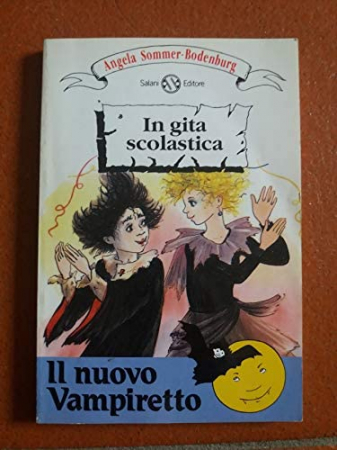 Angela Sommer-Bodenburg
Salani Editore
In gita
scolastica
Il nuovo
Vampiretto